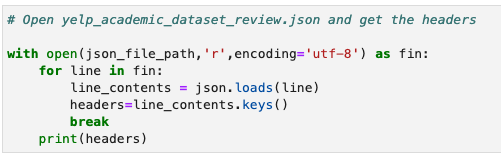 # Open yelp_academic_dataset_review.json and get the headers

with open(json_file_path,'r',encoding='utf-8') as fin:
    for line in fin:
        line_contents = json.loads(line)
        headers=line_contents.keys()
        break
    print(headers)